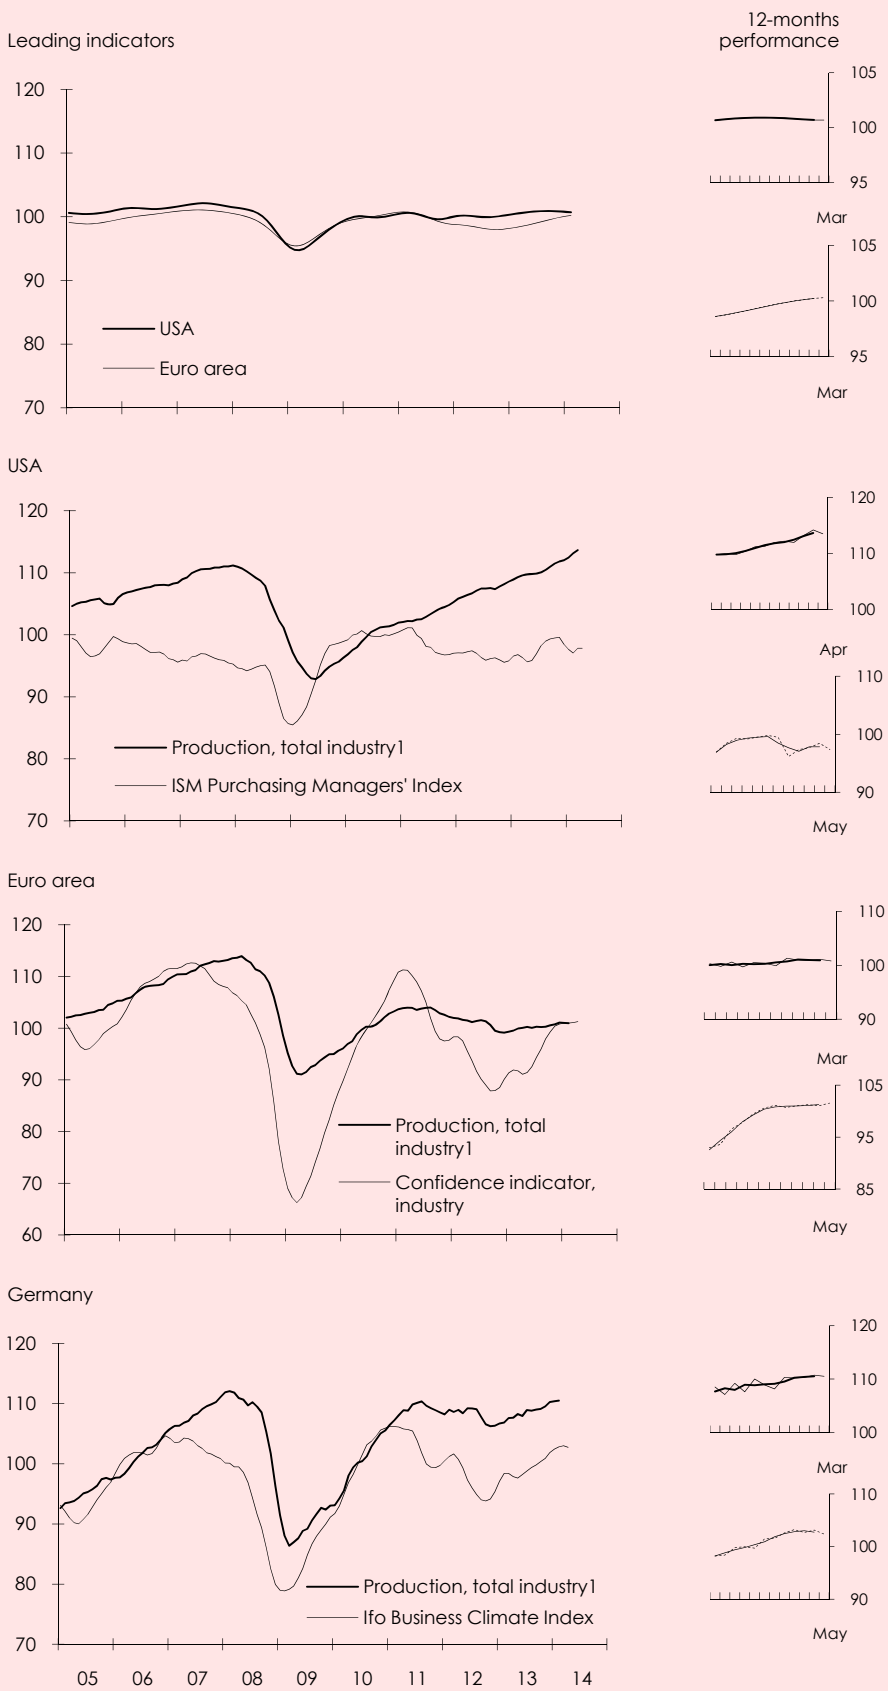 12-months
performance
Leading indicators
120
110
100
90
80
70
USA
Euro area
105
100
95
Mar
105
100
95
Mar
USA
120
110
100
90
80
70
Production, total industry1
ISM Purchasing Managers' Index
120
110
100
Apr
110
100
90
May
Euro area
120
110
100
90
80
70
60
Production, total
industry1
Confidence indicator,
industry
110
100
90
Mar
105
95
85
May
Germany
120
110
100
90
80
70
Production, total industry1
Ifo Business Climate Index
05 06 07 08 09 10 11 12 13 14
120
110
100
Mar
110
100
90
May